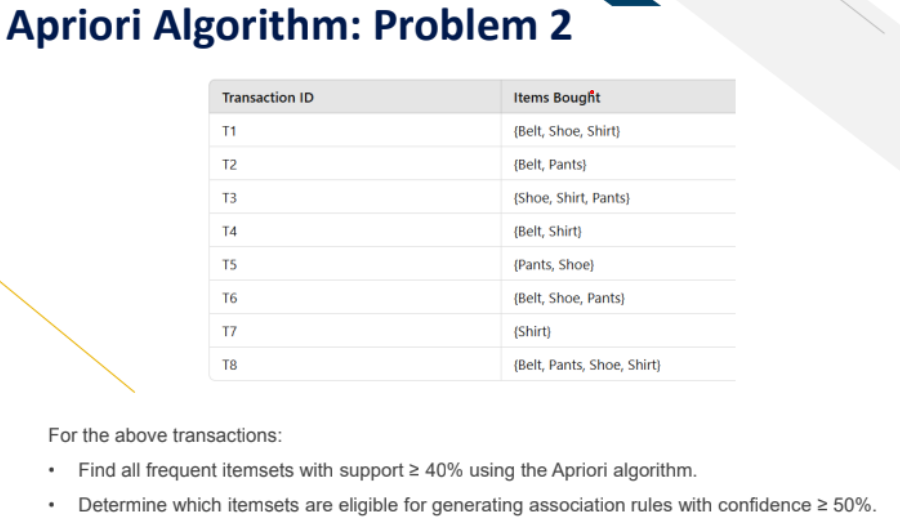 Apriori Algorithm: Problem 2
Transaction ID Items Bought
T1 {Belt, Shoe, Shirt}
T2 {Belt, Pants}
T3 {Shoe, Shirt, Pants}
T4 {Belt, Shirt}
T5 {Pants, Shoe}
T6 {Belt, Shoe, Pants}
T7 {Shirt}
T8 {Belt, Pants, Shoe, Shirt}
For the above transactions:
• Find all frequent itemsets with support ≥ 40% using the Apriori algorithm.
• Determine which itemsets are eligible for generating association rules with confidence ≥ 50%.